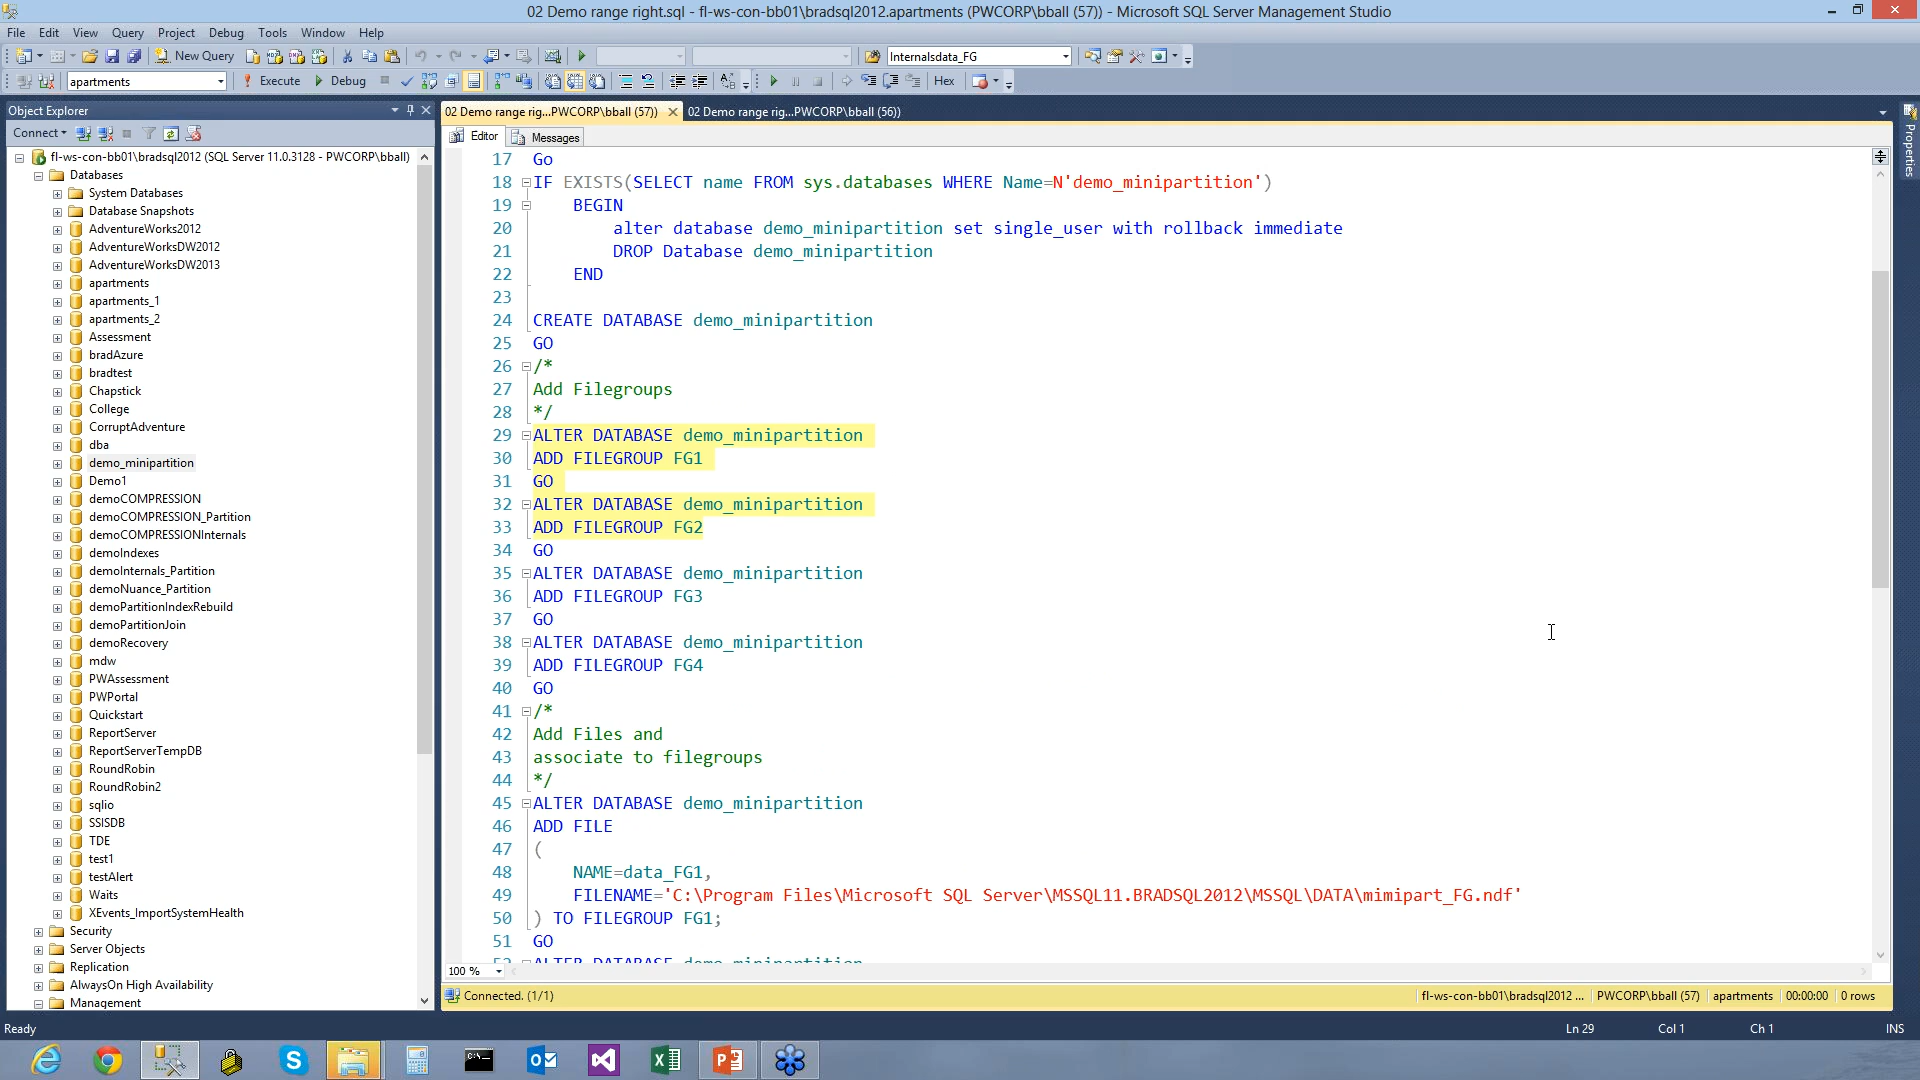 02 Demo range right.sql - fl-ws-con-bb01\bradsql2012.apartments (PWCORP\bball (57)) - Microsoft SQL Server Management Studio
File Edit View Query Project Debug Tools Window Help
New Query Internalsdata_FG
apartments Execute Debug Hex
Object Explorer
Connect
fl-ws-con-bb01\bradsql2012 (SQL Server 11.0.3128 - PWCORP\bball)
Databases
System Databases
Database Snapshots
AdventureWorks2012
AdventureWorksDW2012
AdventureWorksDW2013
apartments
apartments_1
apartments_2
Assessment
bradAzure
bradtest
Chapstick
College
CorruptAdventure
dba
demo_minipartition
Demo1
demoCOMPRESSION
demoCOMPRESSION_Partition
demoCOMPRESSIONInternals
demoIndexes
demoInternals_Partition
demoNuance_Partition
demoPartitionIndexRebuild
demoPartitionJoin
demoRecovery
mdw
PWAssessment
PWPortal
Quickstart
ReportServer
ReportServerTempDB
RoundRobin
RoundRobin2
sqlio
SSISDB
TDE
test1
testAlert
Waits
XEvents_ImportSystemHealth
Security
Server Objects
Replication
AlwaysOn High Availability
Management
02 Demo range rig...PWCORP\bball (57)) 02 Demo range rig...PWCORP\bball (56))
Editor Messages
17 Go
18 IF EXISTS(SELECT name FROM sys.databases WHERE Name=N'demo_minipartition')
19 BEGIN
20 alter database demo_minipartition set single_user with rollback immediate
21 DROP Database demo_minipartition
22 END
23
24 CREATE DATABASE demo_minipartition
25 GO
26 /*
27 Add Filegroups
28 */
29 ALTER DATABASE demo_minipartition
30 ADD FILEGROUP FG1
31 GO
32 ALTER DATABASE demo_minipartition
33 ADD FILEGROUP FG2
34 GO
35 ALTER DATABASE demo_minipartition
36 ADD FILEGROUP FG3
37 GO
38 ALTER DATABASE demo_minipartition
39 ADD FILEGROUP FG4
40 GO
41 /*
42 Add Files and
43 associate to filegroups
44 */
45 ALTER DATABASE demo_minipartition
46 ADD FILE
47 (
48 NAME=data_FG1,
49 FILENAME='C:\Program Files\Microsoft SQL Server\MSSQL11.BRADSQL2012\MSSQL\DATA\mimipart_FG.ndf'
50 ) TO FILEGROUP FG1;
51 GO
52 ALTER DATABASE demo_minipartition
100 %
Connected. (1/1) fl-ws-con-bb01\bradsql2012 ... PWCORP\bball (57) apartments 00:00:00 0 rows
Properties
Ready Ln 29 Col 1 Ch 1 INS